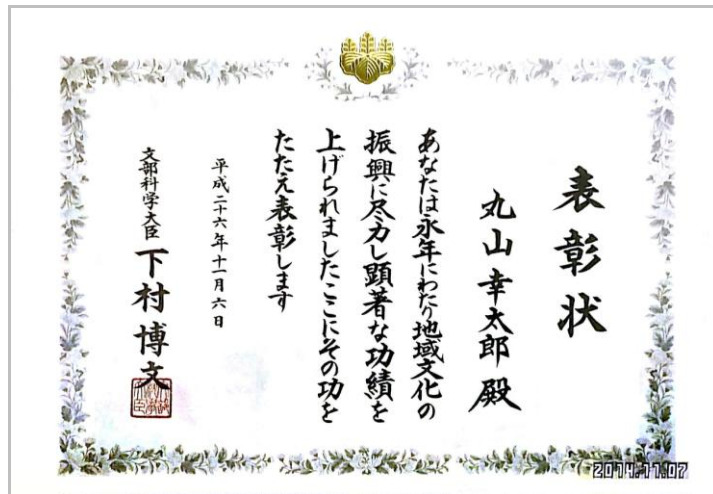 表彰状
丸山幸太郎殿
あなたは永年にわたり地域文化の
振興に尽力し顕著な功績を
上げられましたここにその功を
たたえ表彰します
平成二十六年十一月六日
文部科学大臣 下村博文
2014.11.07